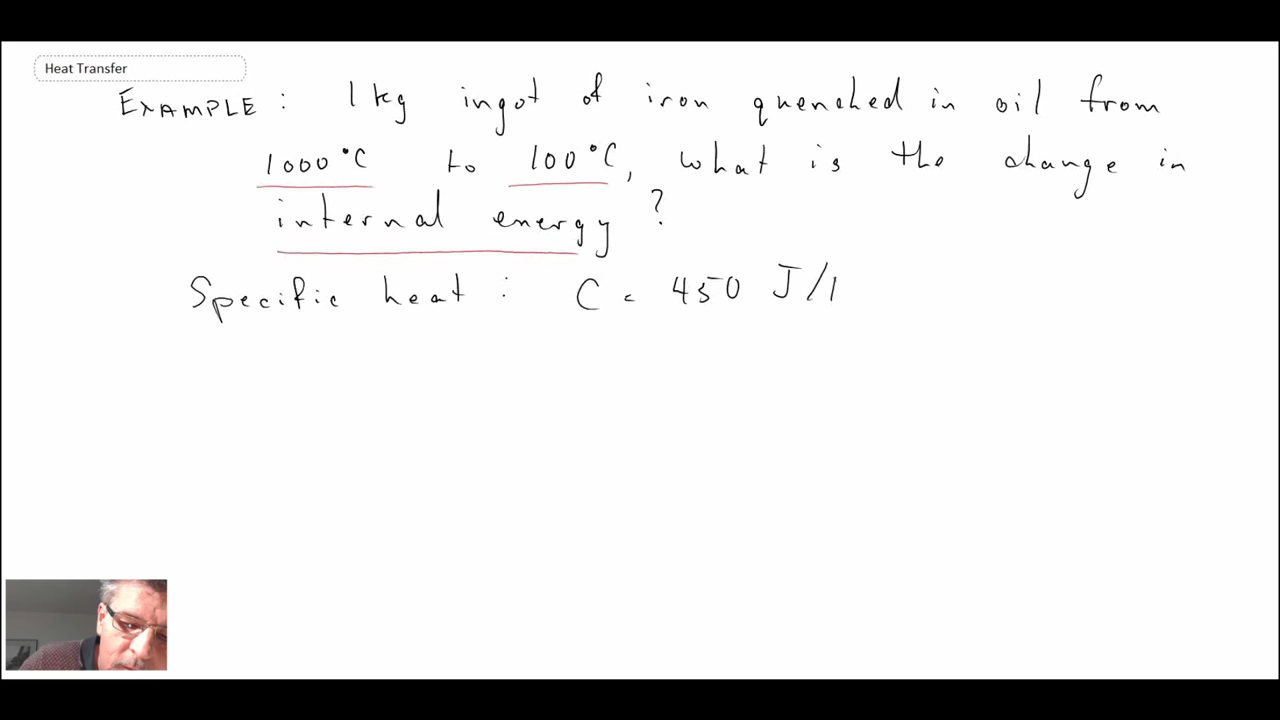 Heat Transfer
EXAMPLE : 1 kg ingot of iron quenched in oil from
1000°C to 100°C, what is the change in
internal energy ?
Specific heat : C = 450 J/